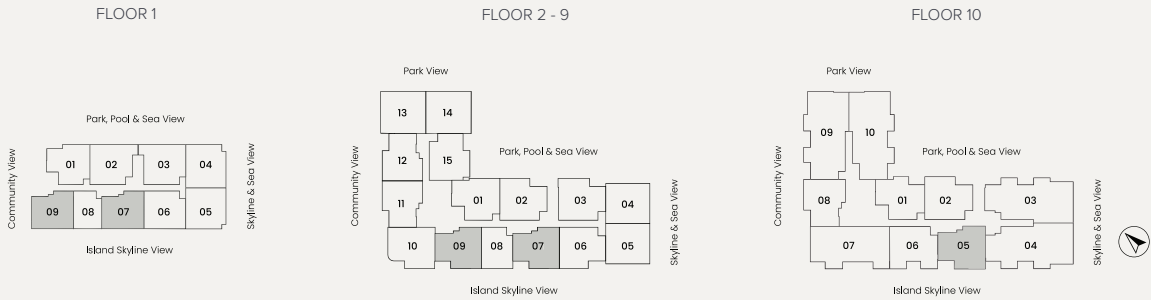 FLOOR 1
Park, Pool & Sea View
Community View
01 02 03 04
09 08 07 06 05
Skyline & Sea View
Island Skyline View
FLOOR 2 - 9
Park View
13 14
12 15
Park, Pool & Sea View
Community View
11 01 02 03 04
10 09 08 07 06 05
Skyline & Sea View
Island Skyline View
FLOOR 10
Park View
09 10
Park, Pool & Sea View
Community View
08 01 02 03
07 06 05 04
Skyline & Sea View
Island Skyline View